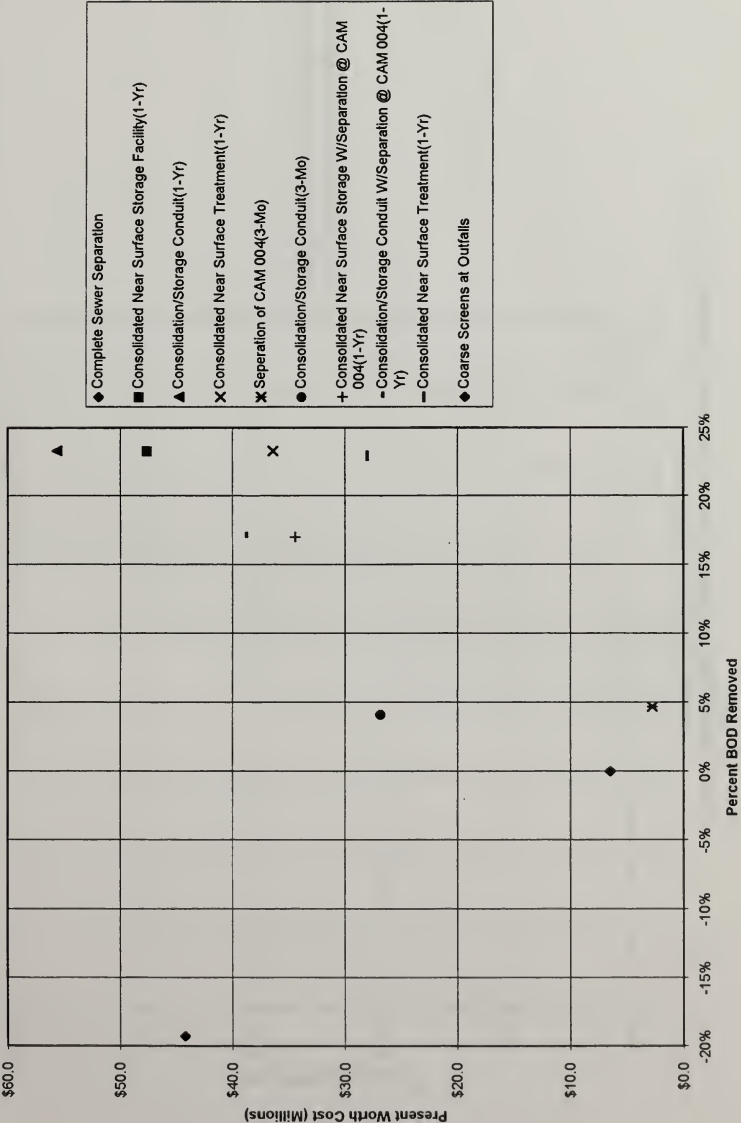 $60.0
$50.0
$40.0
$30.0
$20.0
$10.0
$0.0
Present Worth Cost (Millions)
-20%
-15%
-10%
-5%
0%
5%
10%
15%
20%
25%
Percent BOD Removed
Complete Sewer Separation
Consolidated Near Surface Storage Facility(1-Yr)
Consolidation/Storage Conduit(1-Yr)
Consolidated Near Surface Treatment(1-Yr)
Seperation of CAM 004(3-Mo)
Consolidation/Storage Conduit(3-Mo)
Consolidated Near Surface Storage W/Separation @ CAM
004(1-Yr)
Consolidation/Storage Conduit W/Separation @ CAM 004(1-
Yr)
Consolidated Near Surface Treatment(1-Yr)
Coarse Screens at Outfalls